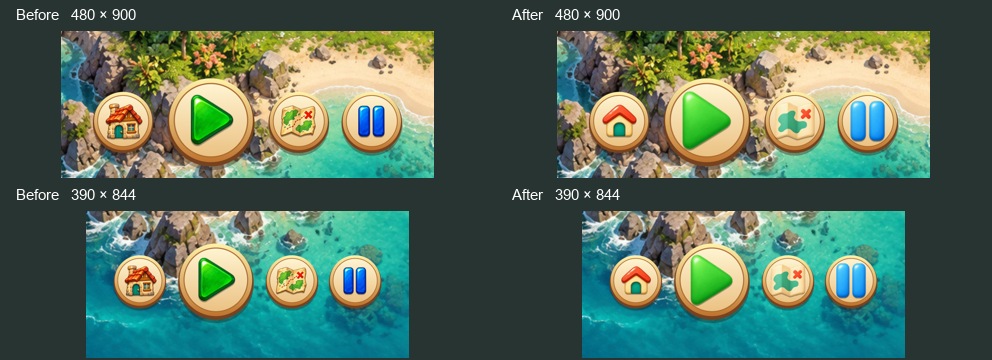 Before 480 × 900
After 480 × 900
Before 390 × 844
After 390 × 844